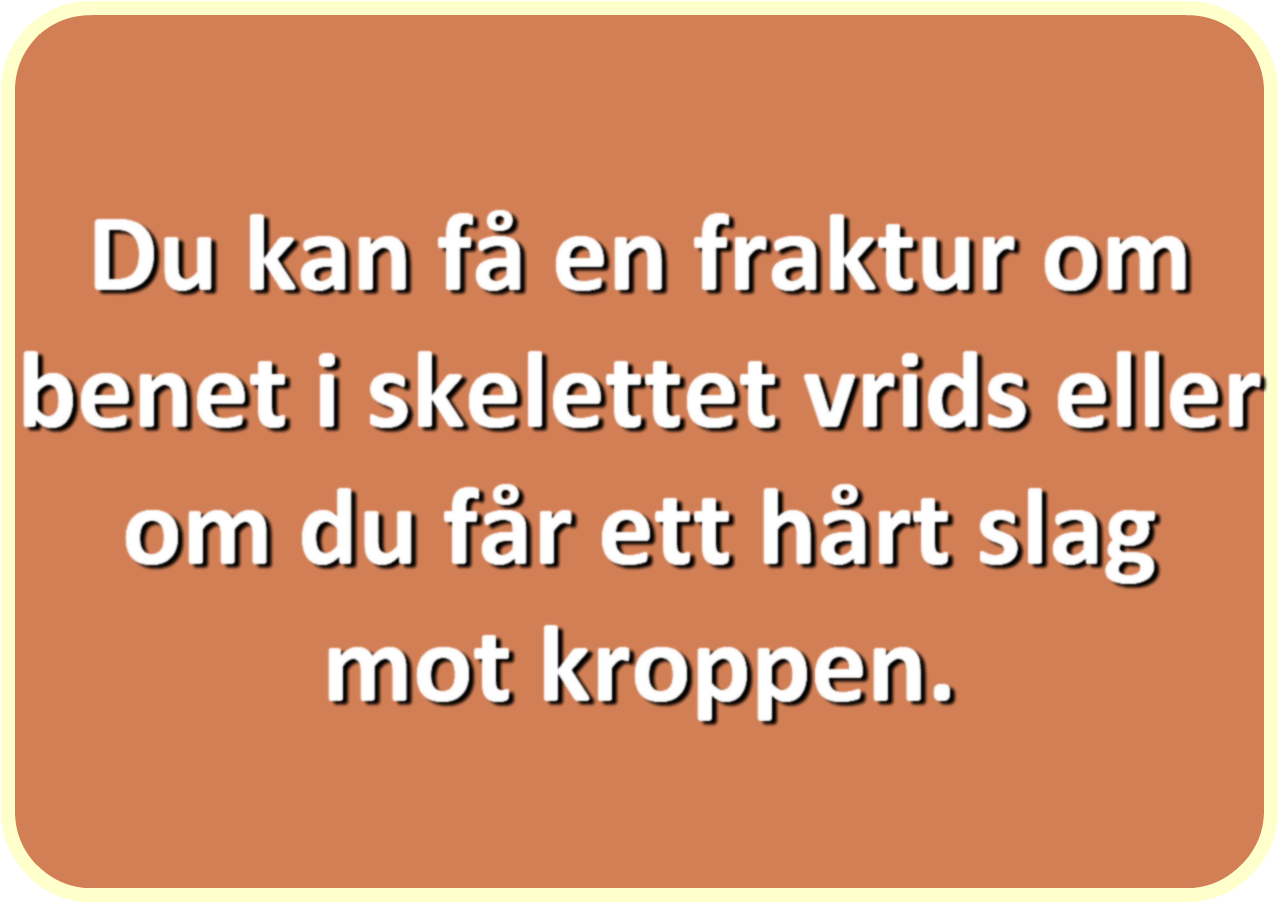 Du kan få en fraktur om
benet i skelettet vrids eller
om du får ett hårt slag
mot kroppen.